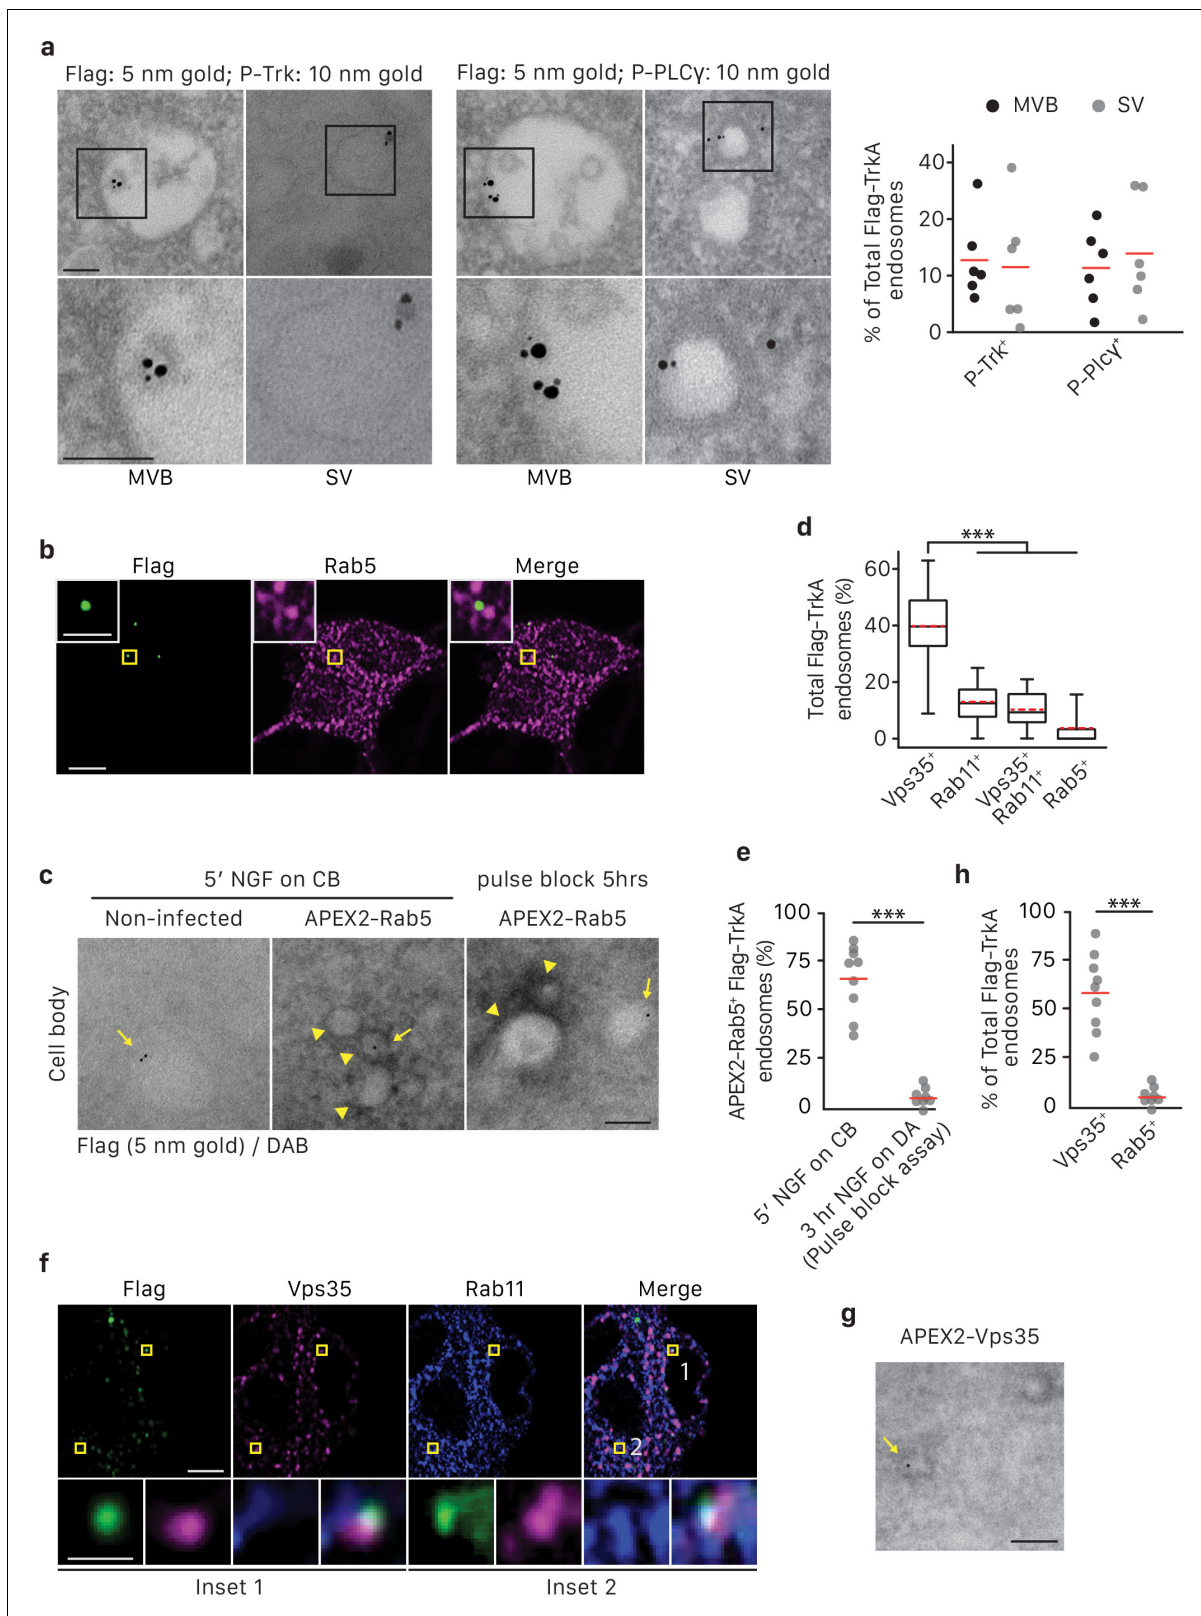 a
Flag: 5 nm gold; P-Trk: 10 nm gold
Flag: 5 nm gold; P-PLCγ: 10 nm gold
MVB
SV
MVB
SV
MVB
SV
% of Total Flag-TrkA
endosomes
40
20
10
0
P-Trk⁺
P-Plcγ⁺
b
Flag
Rab5
Merge
d
***
Total Flag-TrkA
endosomes (%)
60
40
20
0
Vps35⁺
Rab11⁺
Vps35⁺
Rab11⁺
Rab5⁺
c
5′ NGF on CB
pulse block 5hrs
Non-infected
APEX2-Rab5
APEX2-Rab5
Cell body
Flag (5 nm gold) / DAB
e
APEX2-Rab5⁺ Flag-TrkA
endosomes (%)
100
75
50
25
0
***
5′ NGF on CB
3 hr NGF on DA
(Pulse block assay)
h
% of Total Flag-TrkA
endosomes
100
75
50
25
0
***
Vps35⁺
Rab5⁺
f
Flag
Vps35
Rab11
Merge
1
2
Inset 1
Inset 2
g
APEX2-Vps35